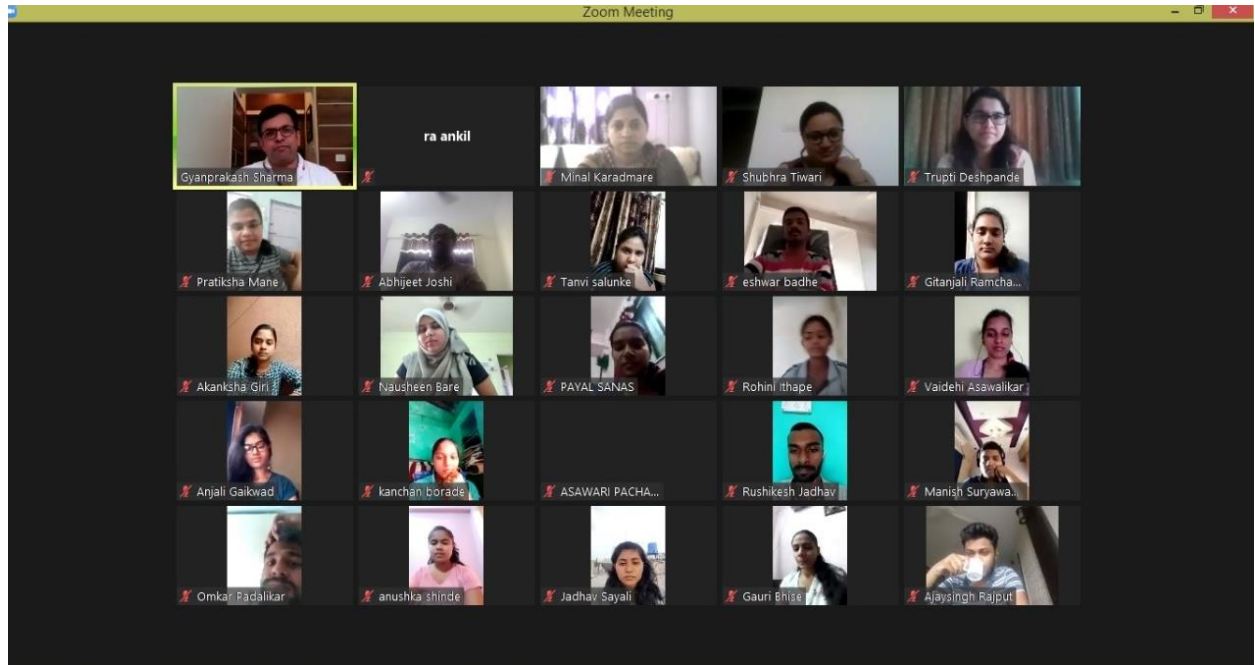 Zoom Meeting
Gyanprakash Sharma
ra ankil
Minal Karadmare
Shubhra Tiwari
Trupti Deshpande
Pratiksha Mane
Abhijeet Joshi
Tanvi salunke
eshwar badhe
Gitanjali Ramcha...
Akanksha Giri
Nausheen Bare
PAYAL SANAS
Rohini Ithape
Vaidehi Asawalikar
Anjali Gaikwad
kanchan borade
ASAWARI PACHA...
Rushikesh Jadhav
Manish Suryawa...
Omkar Padalikar
anushka shinde
Jadhav Sayali
Gauri Bhise
Ajaysingh Rajput